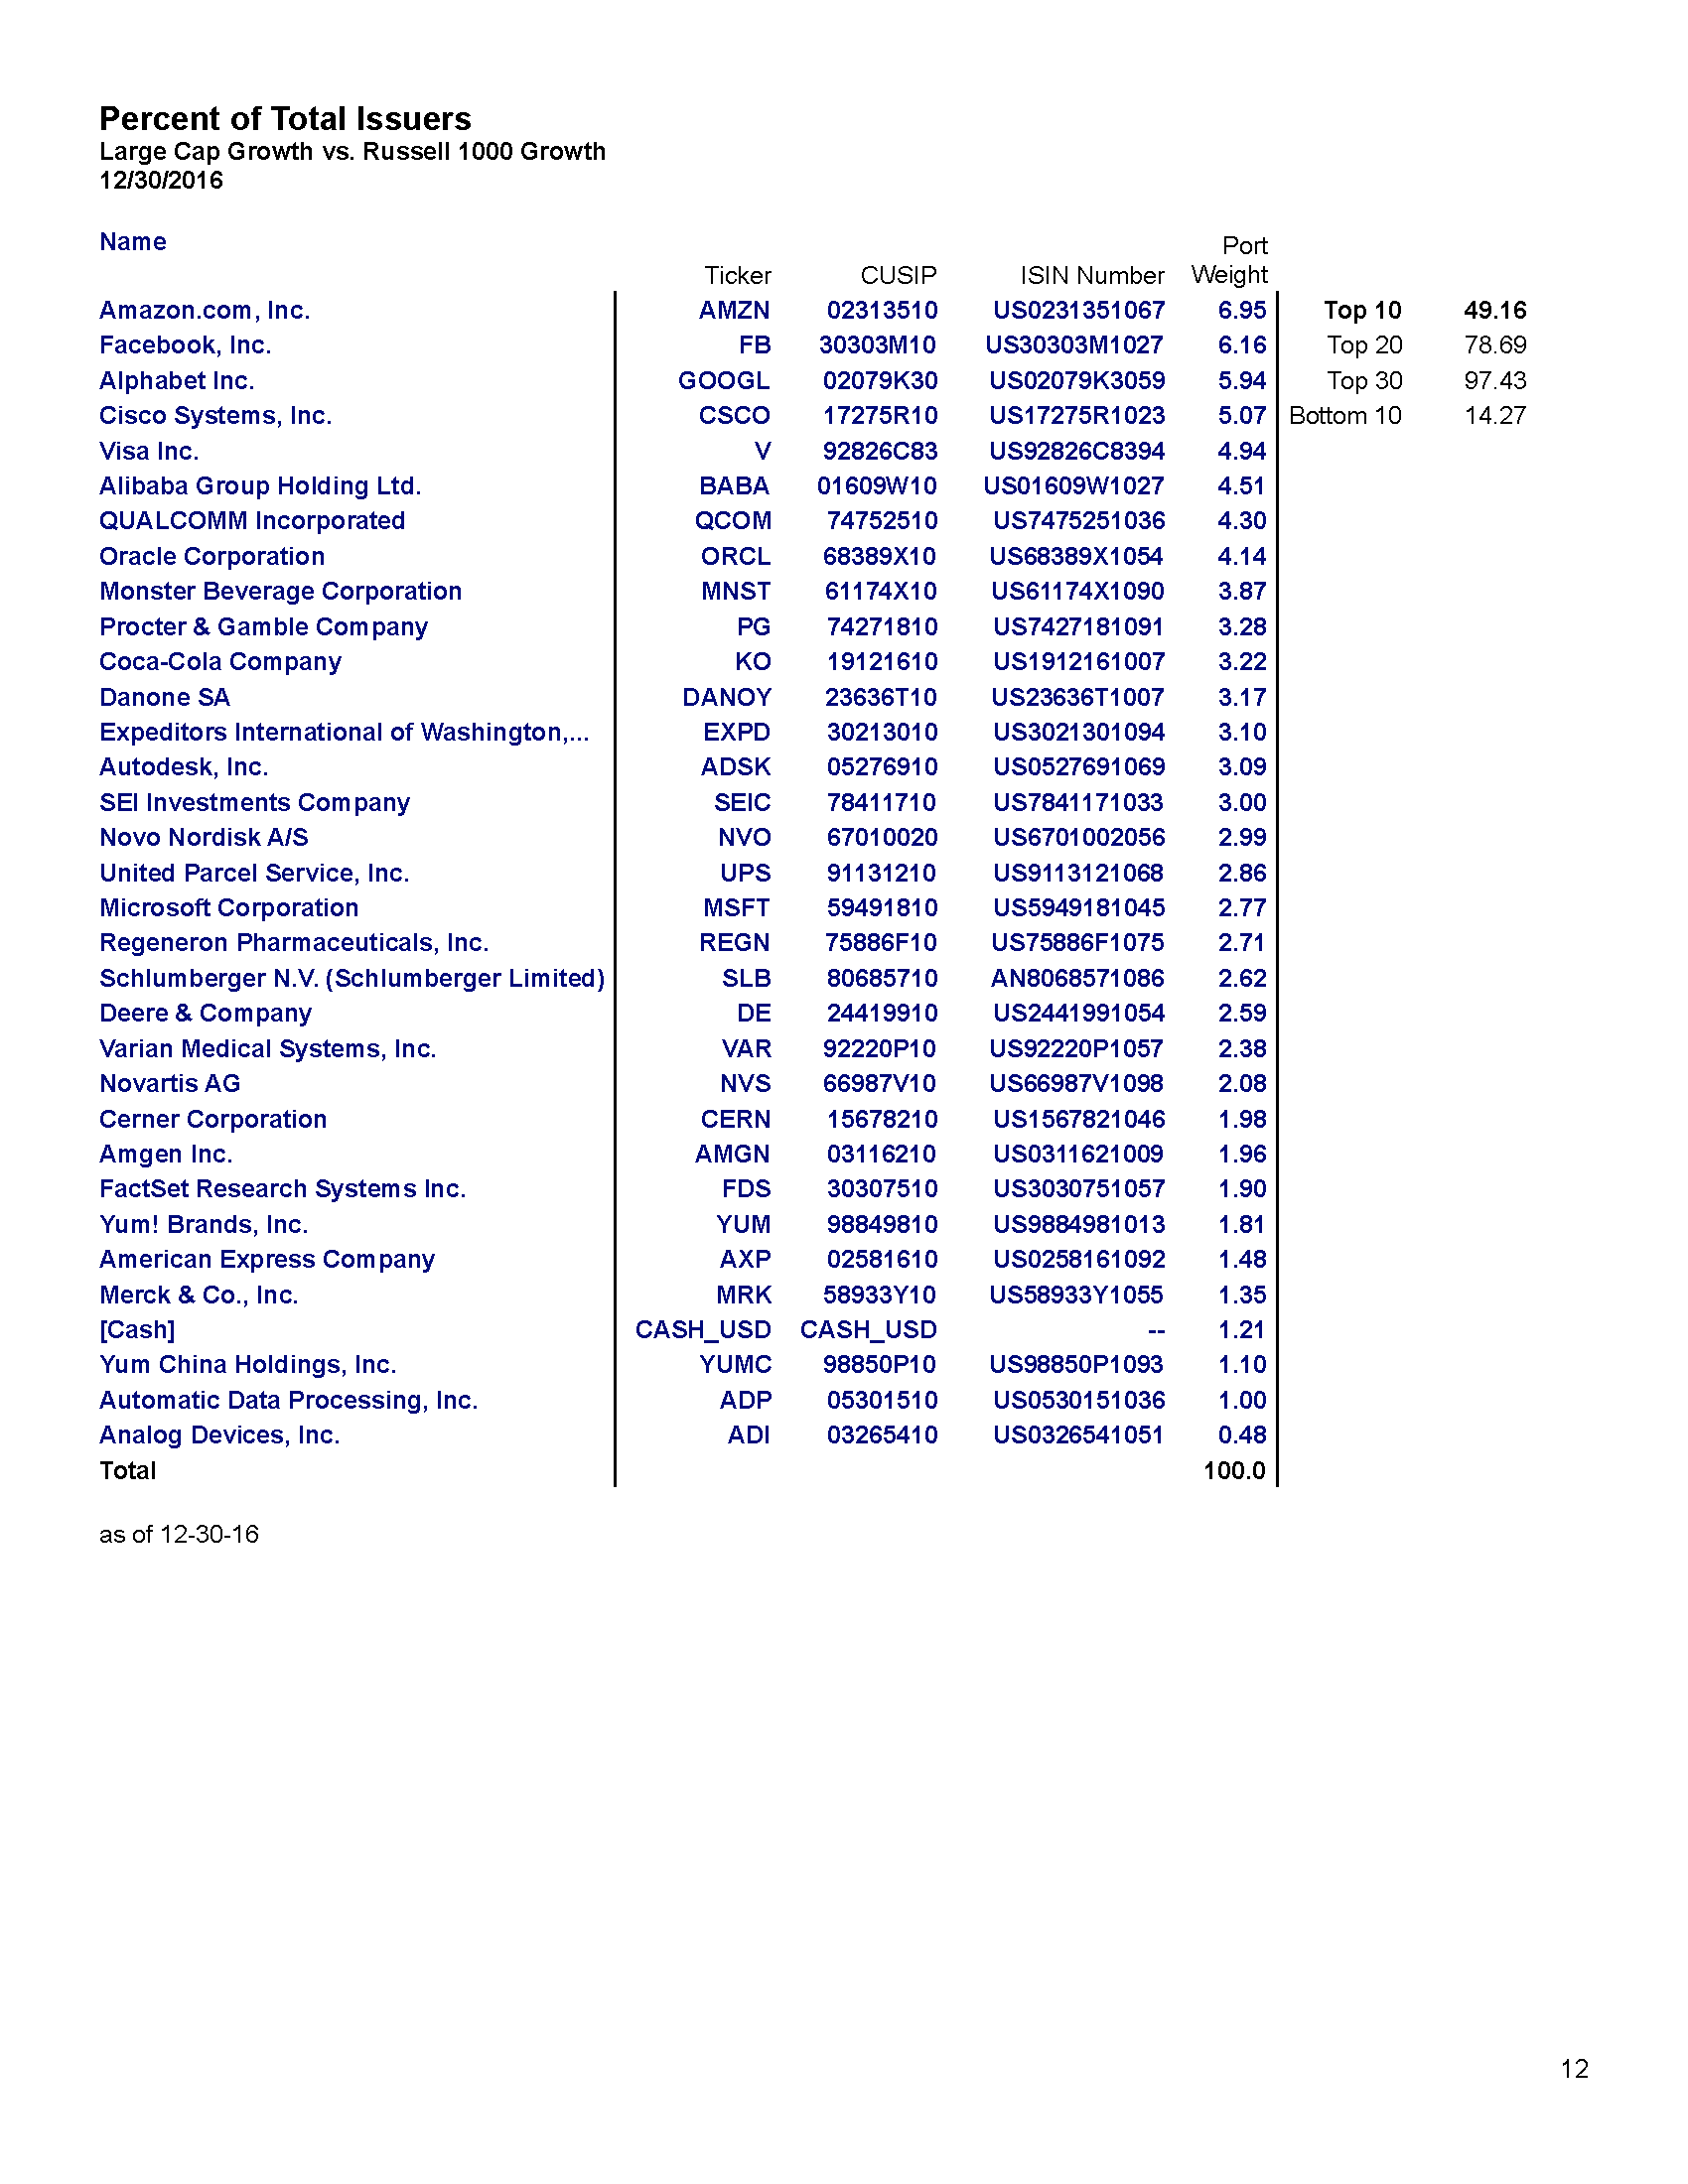 Percent of Total Issuers
Large Cap Growth vs. Russell 1000 Growth
12/30/2016
Name Ticker CUSIP ISIN Number Port Weight
Amazon.com, Inc. AMZN 02313510 US0231351067 6.95 Top 10 49.16
Facebook, Inc. FB 30303M10 US30303M1027 6.16 Top 20 78.69
Alphabet Inc. GOOGL 02079K30 US02079K3059 5.94 Top 30 97.43
Cisco Systems, Inc. CSCO 17275R10 US17275R1023 5.07 Bottom 10 14.27
Visa Inc. V 92826C83 US92826C8394 4.94
Alibaba Group Holding Ltd. BABA 01609W10 US01609W1027 4.51
QUALCOMM Incorporated QCOM 74752510 US7475251036 4.30
Oracle Corporation ORCL 68389X10 US68389X1054 4.14
Monster Beverage Corporation MNST 61174X10 US61174X1090 3.87
Procter & Gamble Company PG 74271810 US7427181091 3.28
Coca-Cola Company KO 19121610 US1912161007 3.22
Danone SA DANOY 23636T10 US23636T1007 3.17
Expeditors International of Washington,... EXPD 30213010 US3021301094 3.10
Autodesk, Inc. ADSK 05276910 US0527691069 3.09
SEI Investments Company SEIC 78411710 US7841171033 3.00
Novo Nordisk A/S NVO 67010020 US6701002056 2.99
United Parcel Service, Inc. UPS 91131210 US9113121068 2.86
Microsoft Corporation MSFT 59491810 US5949181045 2.77
Regeneron Pharmaceuticals, Inc. REGN 75886F10 US75886F1075 2.71
Schlumberger N.V. (Schlumberger Limited) SLB 80685710 AN8068571086 2.62
Deere & Company DE 24419910 US2441991054 2.59
Varian Medical Systems, Inc. VAR 92220P10 US92220P1057 2.38
Novartis AG NVS 66987V10 US66987V1098 2.08
Cerner Corporation CERN 15678210 US1567821046 1.98
Amgen Inc. AMGN 03116210 US0311621009 1.96
FactSet Research Systems Inc. FDS 30307510 US3030751057 1.90
Yum! Brands, Inc. YUM 98849810 US9884981013 1.81
American Express Company AXP 02581610 US0258161092 1.48
Merck & Co., Inc. MRK 58933Y10 US58933Y1055 1.35
[Cash] CASH_USD CASH_USD -- 1.21
Yum China Holdings, Inc. YUMC 98850P10 US98850P1093 1.10
Automatic Data Processing, Inc. ADP 05301510 US0530151036 1.00
Analog Devices, Inc. ADI 03265410 US0326541051 0.48
Total 100.0
as of 12-30-16
12